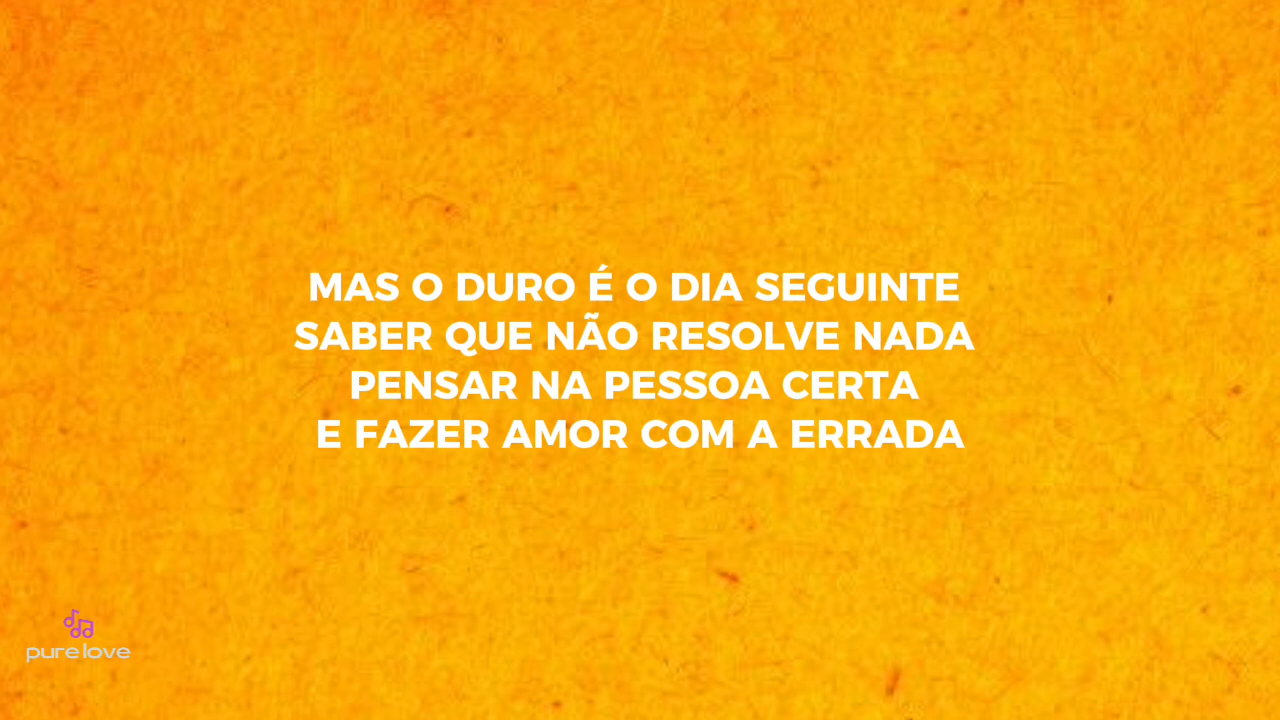 MAS O DURO É O DIA SEGUINTE
SABER QUE NÃO RESOLVE NADA
PENSAR NA PESSOA CERTA
E FAZER AMOR COM A ERRADA
pure love